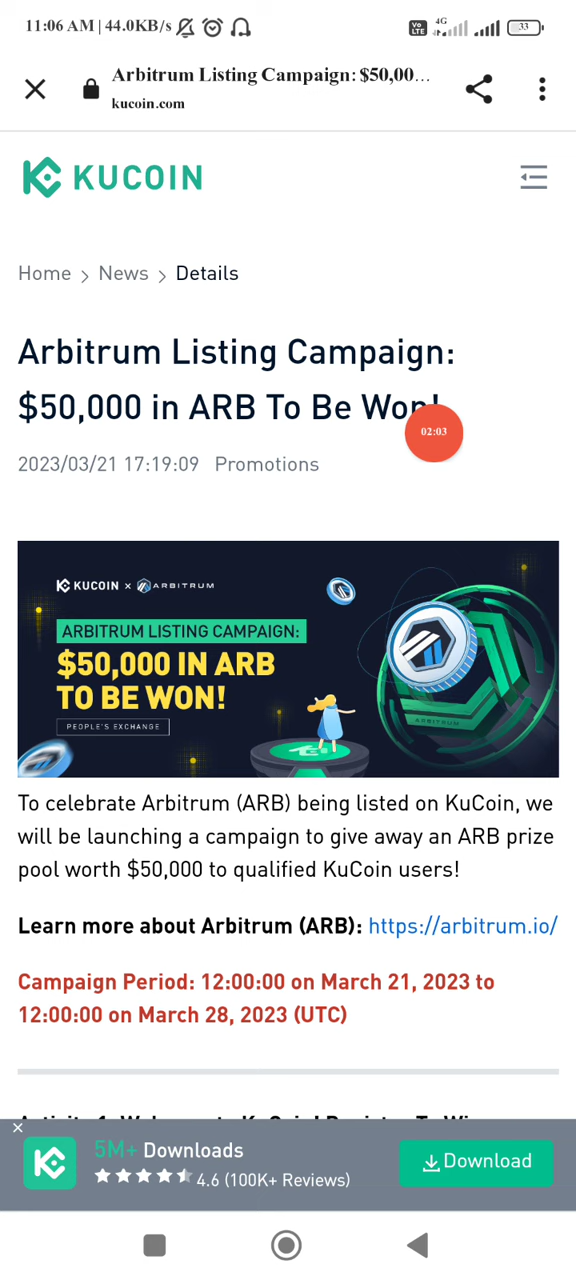 11:06 AM | 44.0KB/s
Vo LTE 4G 33
Arbitrum Listing Campaign: $50,00...
kucoin.com
KUCOIN
Home > News > Details
Arbitrum Listing Campaign:
$50,000 in ARB To Be Won!
02:03
2023/03/21 17:19:09 Promotions
KUCOIN x ARBITRUM
ARBITRUM LISTING CAMPAIGN:
$50,000 IN ARB
TO BE WON!
PEOPLE'S EXCHANGE
ARBITRUM
To celebrate Arbitrum (ARB) being listed on KuCoin, we
will be launching a campaign to give away an ARB prize
pool worth $50,000 to qualified KuCoin users!
Learn more about Arbitrum (ARB): https://arbitrum.io/
Campaign Period: 12:00:00 on March 21, 2023 to
12:00:00 on March 28, 2023 (UTC)
5M+ Downloads
4.6 (100K+ Reviews)
Download